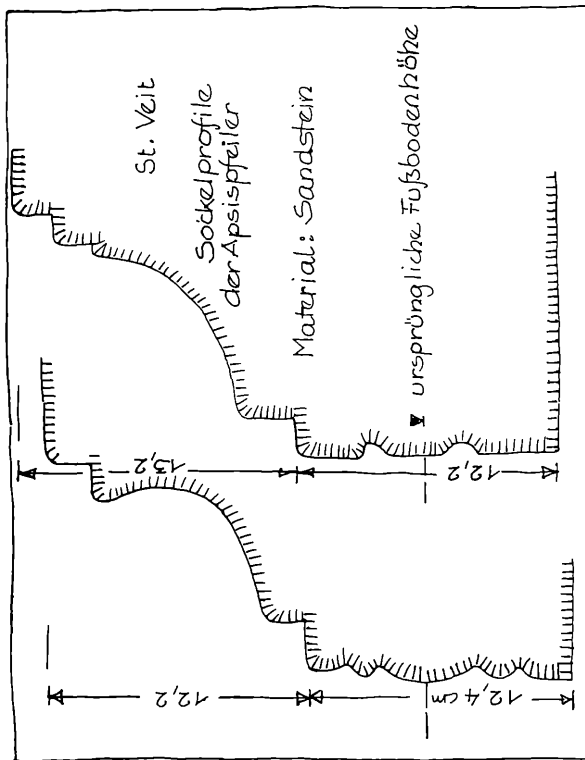 St. Veit
Sockelprofile
der Apsispfeiler
Material: Sandstein
ursprüngliche Fußbodenhöhe
13,2
12,2
12,2
12,4 cm